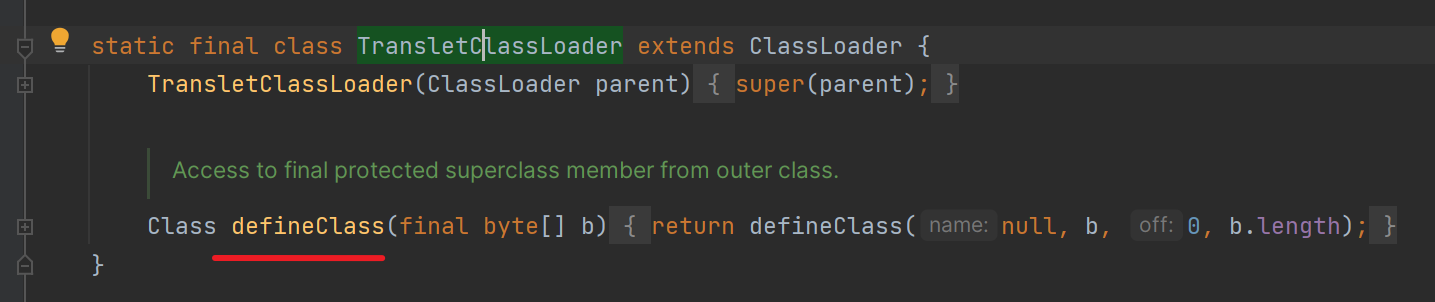 static final class TransletClassLoader extends ClassLoader {
TransletClassLoader(ClassLoader parent) { super(parent); }
Access to final protected superclass member from outer class.
Class defineClass(final byte[] b) { return defineClass( name: null, b, off: 0, b.length); }
}